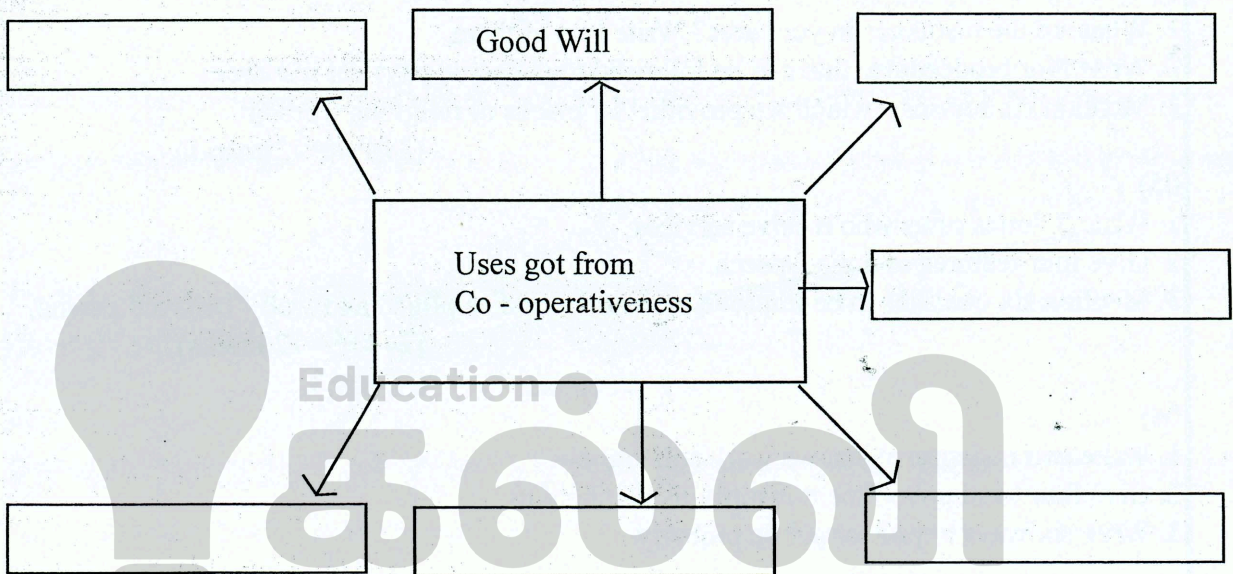 Good Will
Uses got from
Co - operativeness
Education
கல்வி